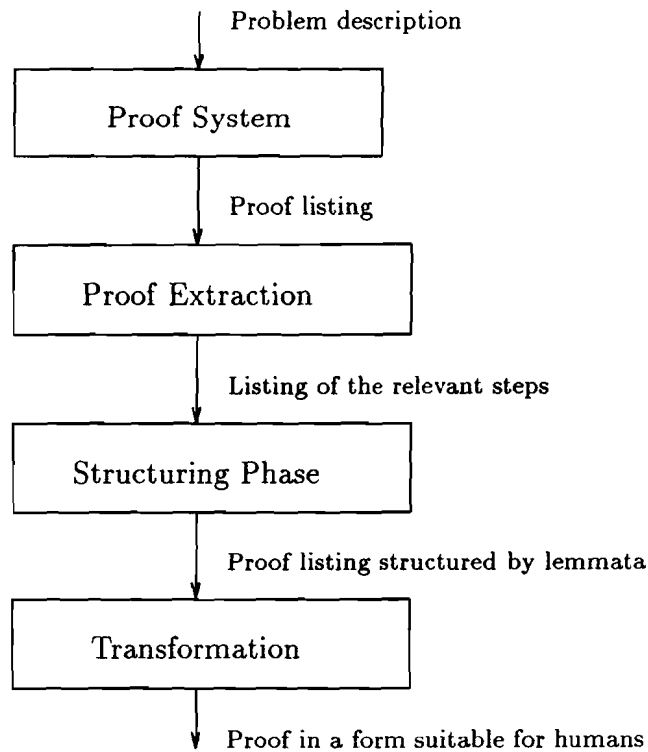 Problem description
Proof System
Proof listing
Proof Extraction
Listing of the relevant steps
Structuring Phase
Proof listing structured by lemmata
Transformation
Proof in a form suitable for humans